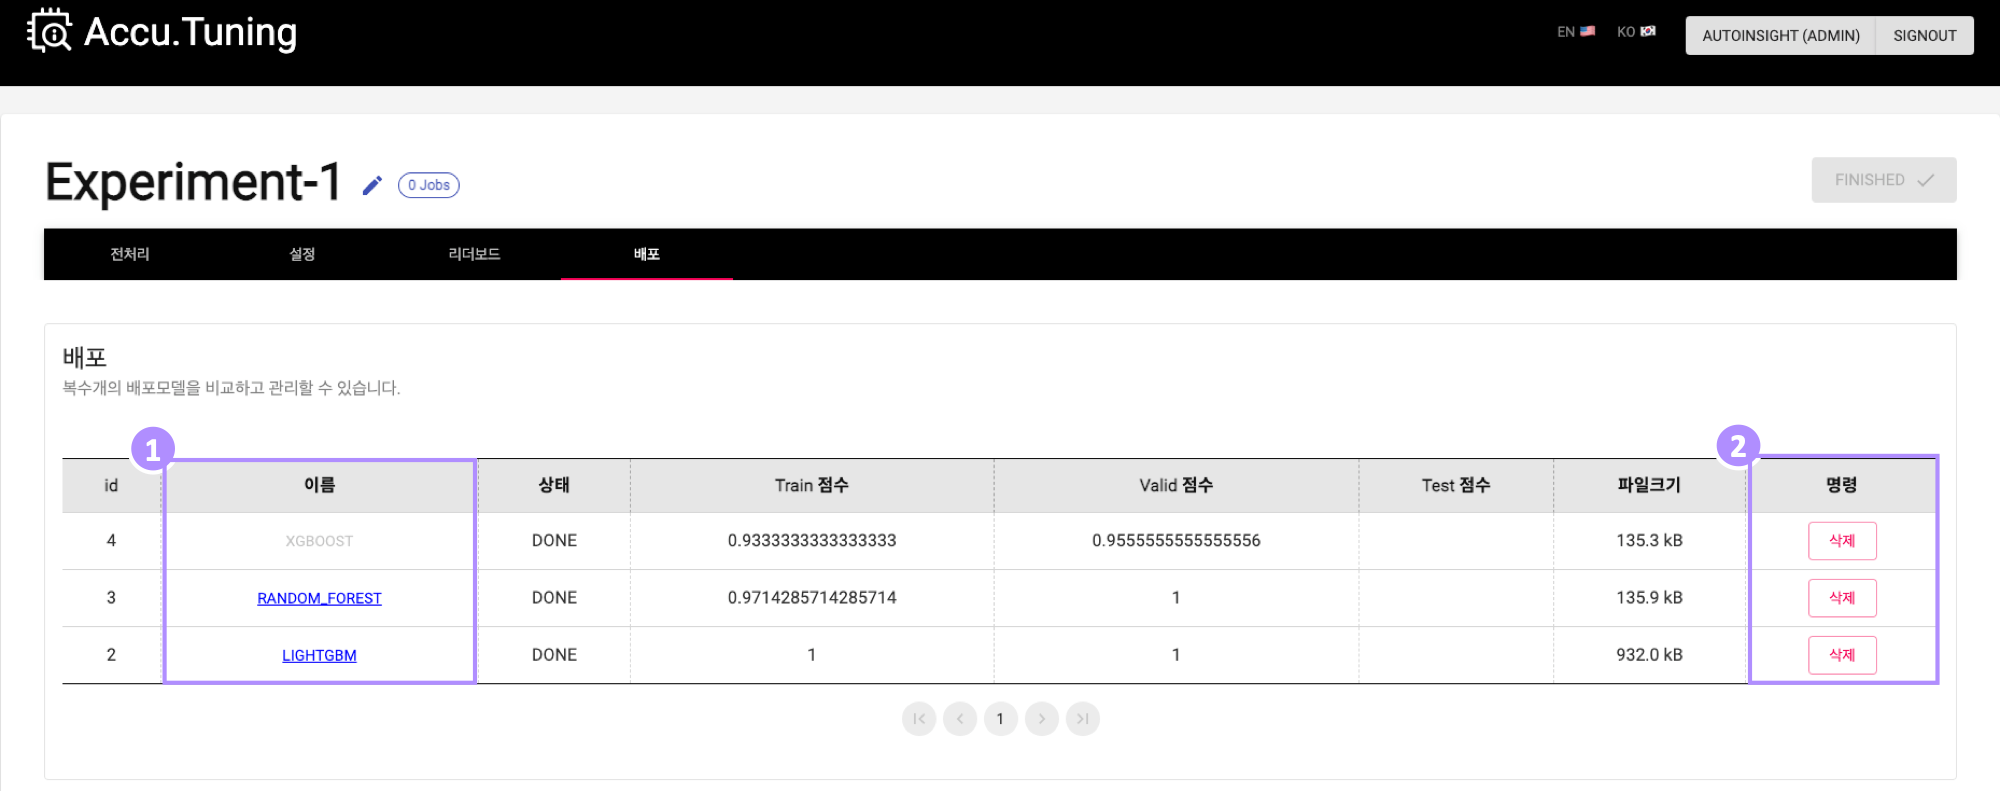 Accu.Tuning
EN KO AUTOINSIGHT (ADMIN) SIGNOUT
Experiment-1 0 Jobs FINISHED
전처리 설정 리더보드 배포
배포
복수개의 배포모델을 비교하고 관리할 수 있습니다.
1 2
id 이름 상태 Train 점수 Valid 점수 Test 점수 파일크기 명령
4 XGBOOST DONE 0.9333333333333333 0.9555555555555556 135.3 kB 삭제
3 RANDOM_FOREST DONE 0.9714285714285714 1 135.9 kB 삭제
2 LIGHTGBM DONE 1 1 932.0 kB 삭제
1